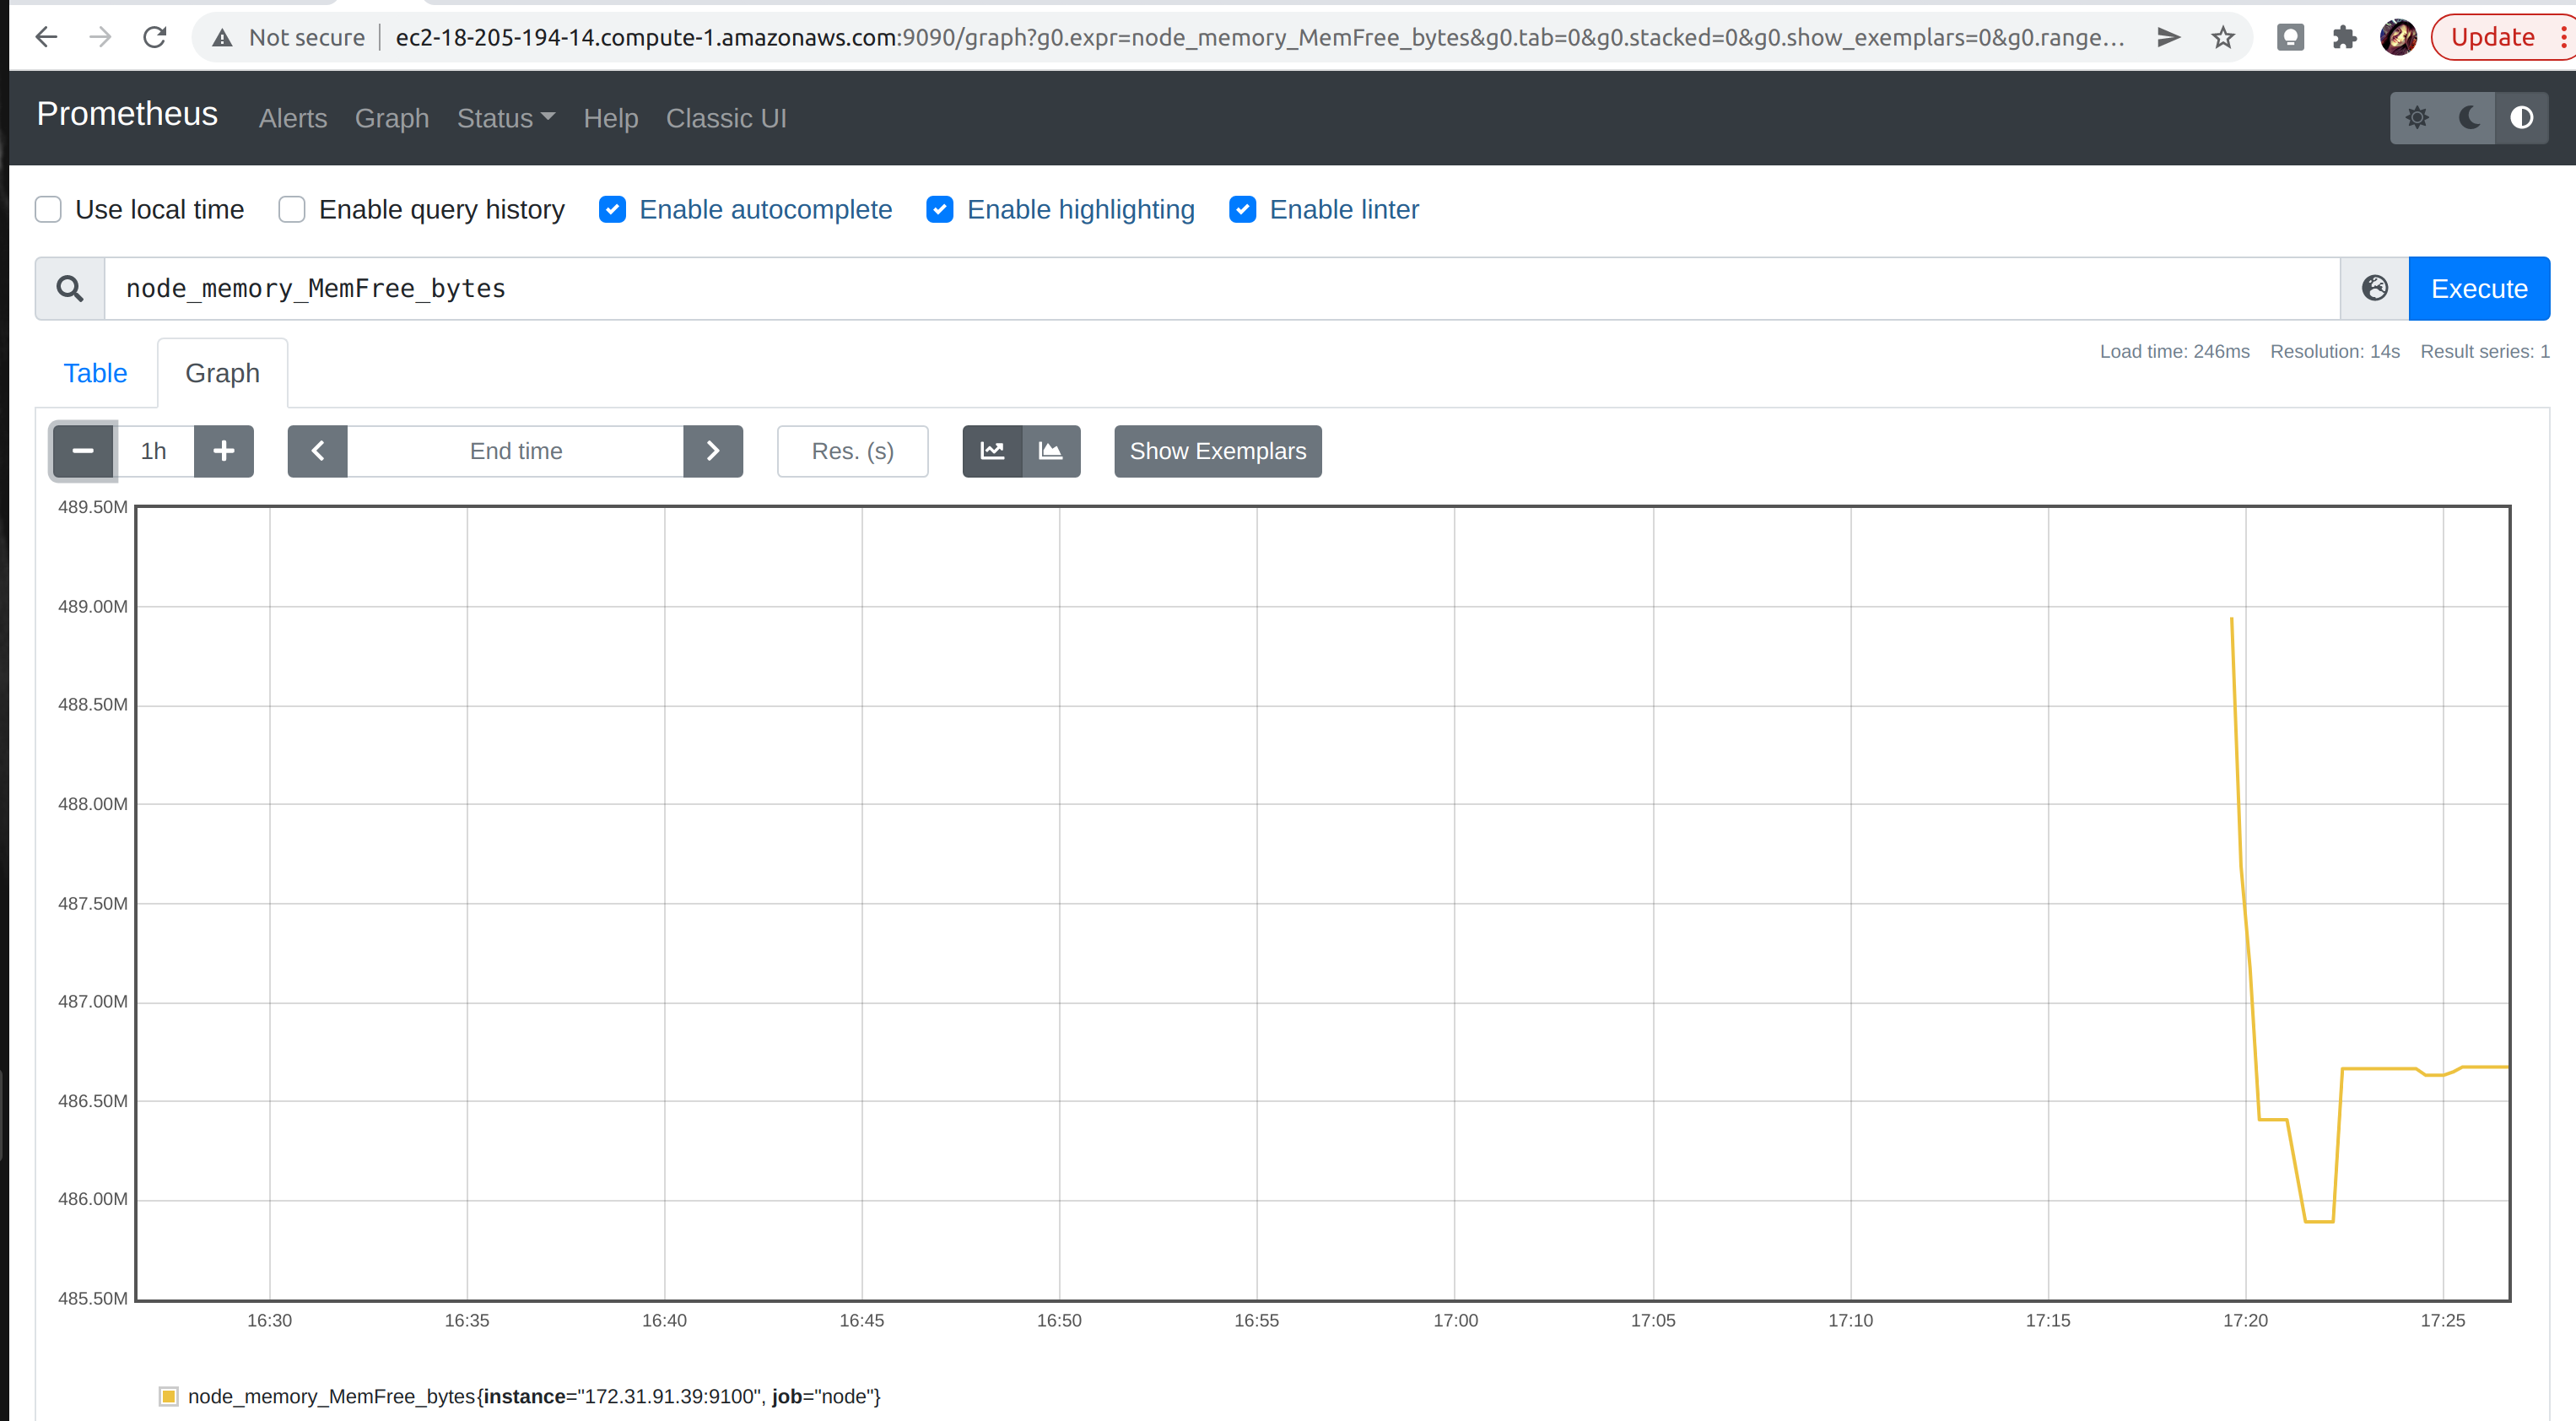 Not secure ec2-18-205-194-14.compute-1.amazonaws.com:9090/graph?g0.expr=node_memory_MemFree_bytes&g0.tab=0&g0.stacked=0&g0.show_exemplars=0&g0.range... Update
Prometheus Alerts Graph Status Help Classic UI
Use local time Enable query history Enable autocomplete Enable highlighting Enable linter
node_memory_MemFree_bytes Execute
Load time: 246ms Resolution: 14s Result series: 1
Table Graph
1h End time Res. (s) Show Exemplars
489.50M
489.00M
488.50M
488.00M
487.50M
487.00M
486.50M
486.00M
485.50M
16:30 16:35 16:40 16:45 16:50 16:55 17:00 17:05 17:10 17:15 17:20 17:25
node_memory_MemFree_bytes{instance="172.31.91.39:9100", job="node"}